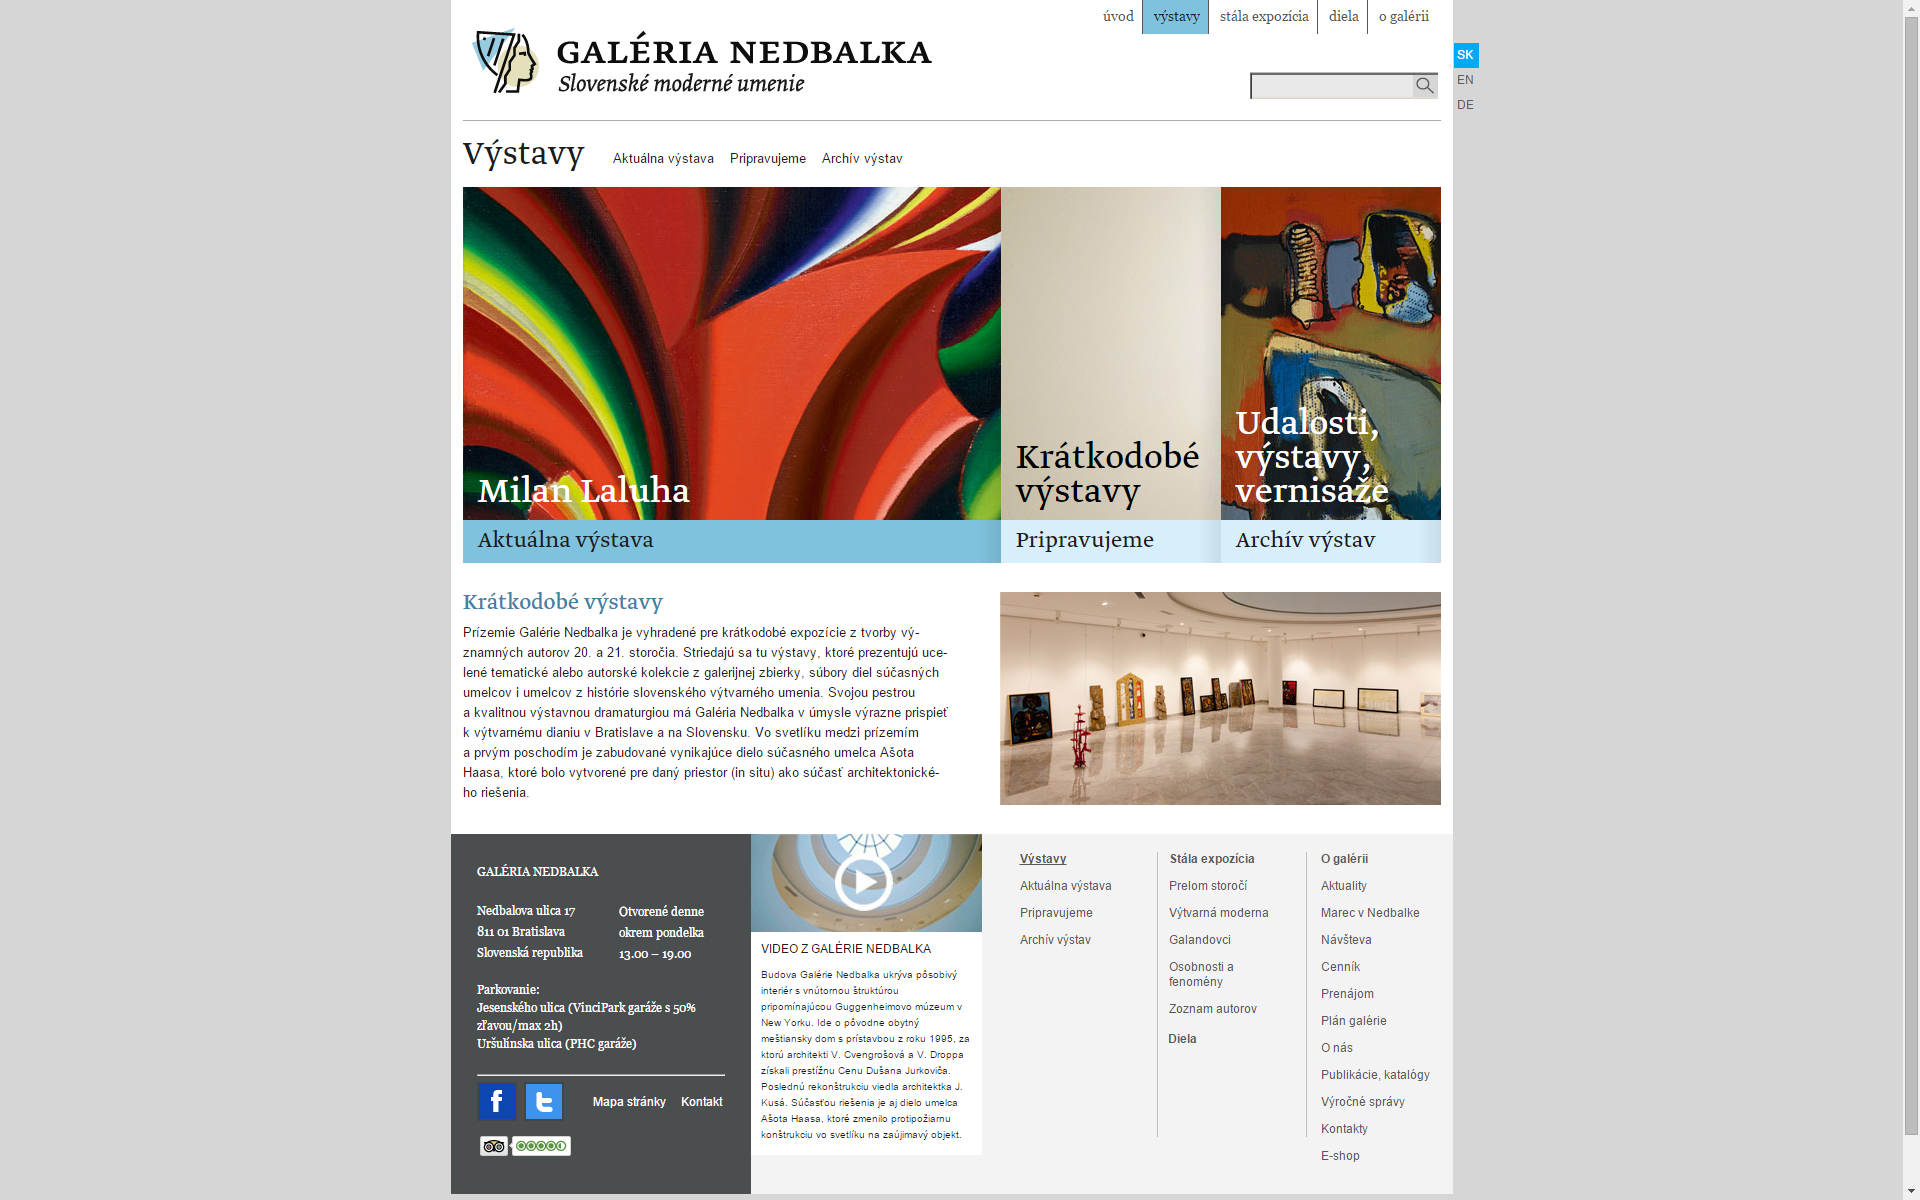 úvod
výstavy
stála expozícia
diela
o galérii
GALÉRIA NEDBALKA
Slovenské moderné umenie
SK
EN
DE
Výstavy
Aktuálna výstava
Pripravujeme
Archív výstav
Milan Laluha
Aktuálna výstava
Krátkodobé
výstavy
Pripravujeme
Udalosti,
výstavy,
vernisáže
Archív výstav
Krátkodobé výstavy
Prízemie Galérie Nedbalka je vyhradené pre krátkodobé expozície z tvorby vý-
znamných autorov 20. a 21. storočia. Striedajú sa tu výstavy, ktoré prezentujú uce-
lené tematické alebo autorské kolekcie z galerijnej zbierky, súbory diel súčasných
umelcov i umelcov z histórie slovenského výtvarného umenia. Svojou pestrou
a kvalitnou výstavnou dramaturgiou má Galéria Nedbalka v úmysle výrazne prispieť
k výtvarnému dianiu v Bratislave a na Slovensku. Vo svetlíku medzi prízemím
a prvým poschodím je zabudované vynikajúce dielo súčasného umelca Ašota
Haasa, ktoré bolo vytvorené pre daný priestor (in situ) ako súčasť architektonické-
ho riešenia.
GALÉRIA NEDBALKA
Nedbalova ulica 17
811 01 Bratislava
Slovenská republika
Otvorené denne
okrem pondelka
13.00 – 19.00
Parkovanie:
Jesenského ulica (VinciPark garáže s 50%
zľavou/max 2h)
Uršulínska ulica (PHC garáže)
Mapa stránky
Kontakt
VIDEO Z GALÉRIE NEDBALKA
Budova Galérie Nedbalka ukrýva pôsobivý
interiér s vnútornou štruktúrou
pripomínajúcou Guggenheimovo múzeum v
New Yorku. Ide o pôvodne obytný
meštiansky dom s prístavbou z roku 1995, za
ktorú architekti V. Cvengrošová a V. Droppa
získali prestížnu Cenu Dušana Jurkoviča.
Poslednú rekonštrukciu viedla architektka J.
Kusá. Súčasťou riešenia je aj dielo umelca
Ašota Haasa, ktoré zmenilo protipožiarnu
konštrukciu vo svetlíku na zaújimavý objekt.
Výstavy
Aktuálna výstava
Pripravujeme
Archív výstav
Stála expozícia
Prelom storočí
Výtvarná moderna
Galandovci
Osobnosti a
fenomény
Zoznam autorov
Diela
O galérii
Aktuality
Marec v Nedbalke
Návšteva
Cenník
Prenájom
Plán galérie
O nás
Publikácie, katalógy
Výročné správy
Kontakty
E-shop